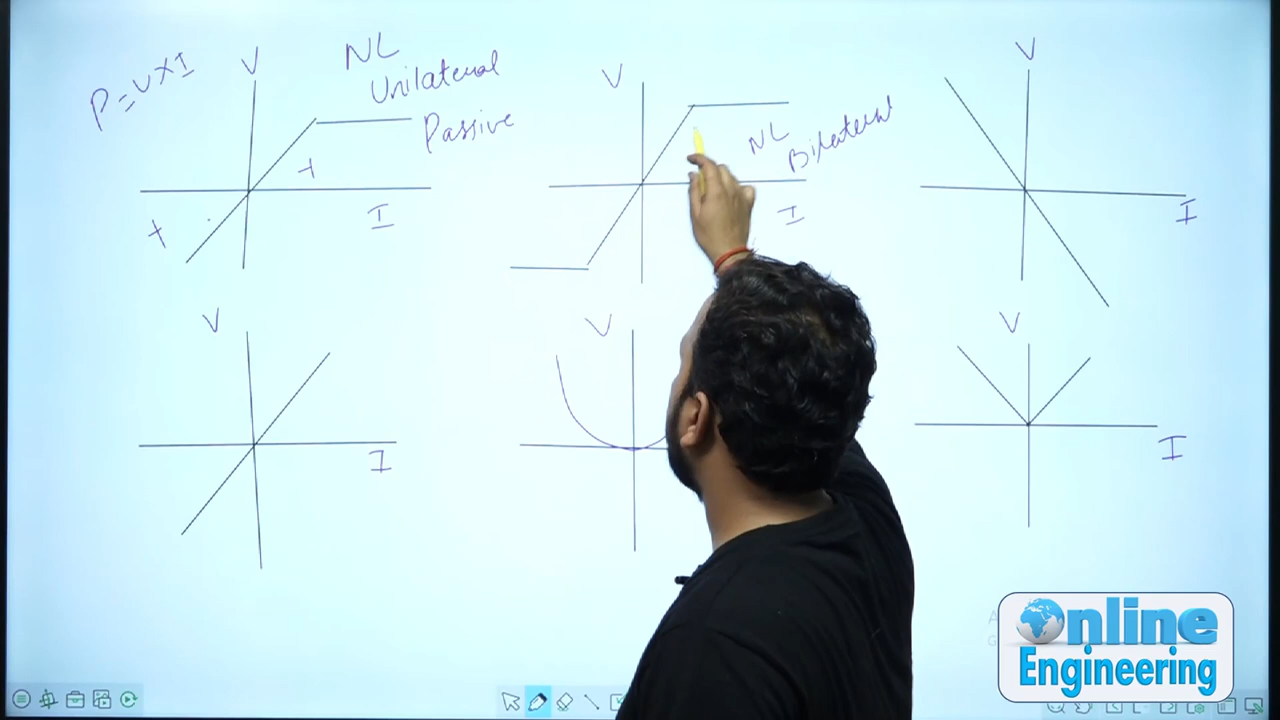 P=V×I
V
NL
Unilateral
Passive
+
+
I
V
NL
Bilateral
I
V
I
V
I
V
V
I
Online
Engineering